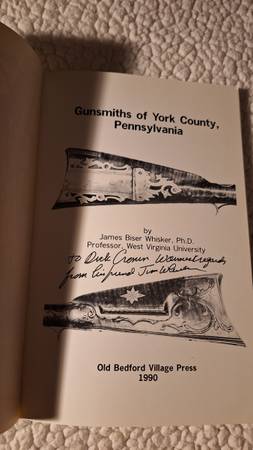 Gunsmiths of York County,
Pennsylvania
by
James Biser Whisker, Ph.D.
Professor, West Virginia University
To Dick Cronin Warmest regards
from his friend Jim Whisker
Old Bedford Village Press
1990